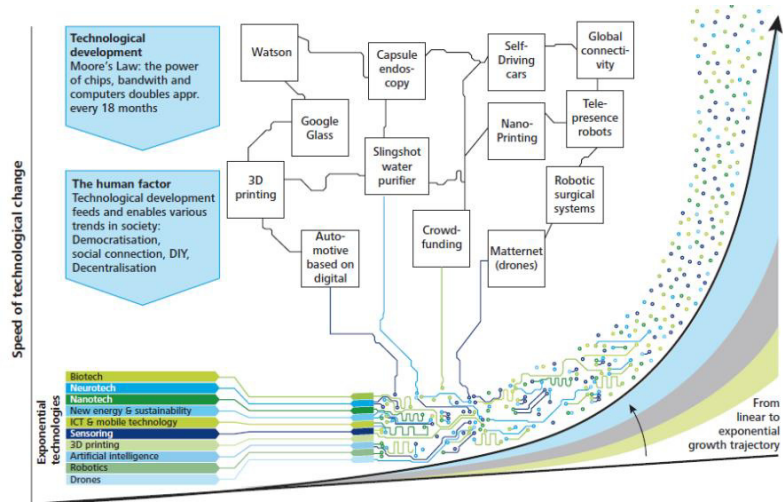 Technological
development
Moore's Law: the power
of chips, bandwith and
computers doubles appr.
every 18 months
The human factor
Technological development
feeds and enables various
trends in society:
Democratisation,
social connection, DIY,
Decentralisation
Watson
Capsule
endos-
copy
Self-
Driving
cars
Global
connecti-
vity
Google
Glass
Slingshot
water
purifier
Nano-
Printing
Tele-
presence
robots
3D
printing
Robotic
surgical
systems
Auto-
motive
based on
digital
Crowd-
funding
Matternet
(drones)
Speed of technological change
Exponential
technologies
Biotech
Neurotech
Nanotech
New energy & sustainability
ICT & mobile technology
Sensoring
3D printing
Artificial intelligence
Robotics
Drones
From
linear to
exponential
growth trajectory